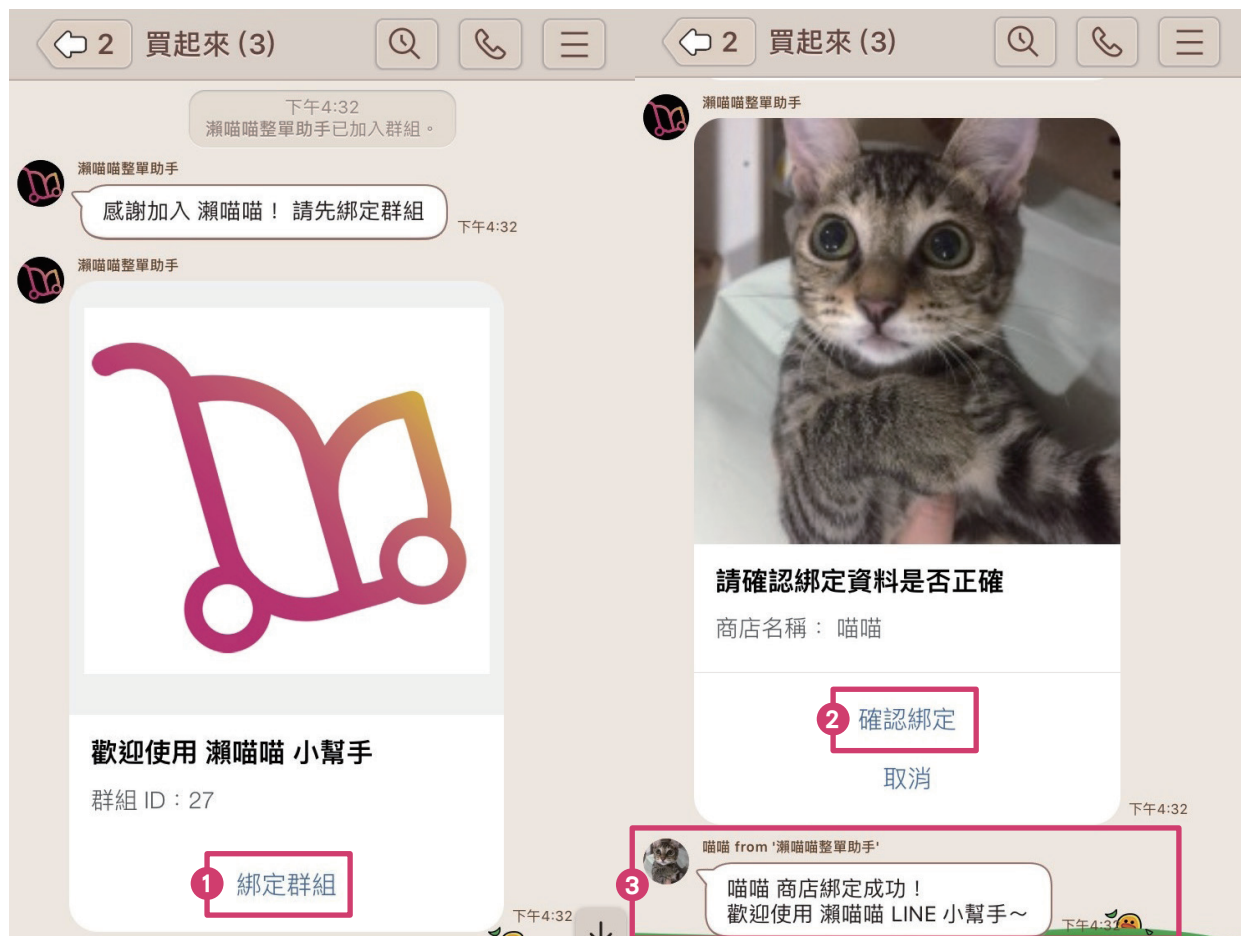 2 買起來 (3)
下午4:32
瀨喵喵整單助手已加入群組。
瀨喵喵整單助手
感謝加入 瀨喵喵！ 請先綁定群組
下午4:32
瀨喵喵整單助手
歡迎使用 瀨喵喵 小幫手
群組 ID：27
1 綁定群組
下午4:32
2 買起來 (3)
瀨喵喵整單助手
請確認綁定資料是否正確
商店名稱： 喵喵
2 確認綁定
取消
下午4:32
喵喵 from '瀨喵喵整單助手'
3
喵喵 商店綁定成功！
歡迎使用 瀨喵喵 LINE 小幫手～
下午4:32